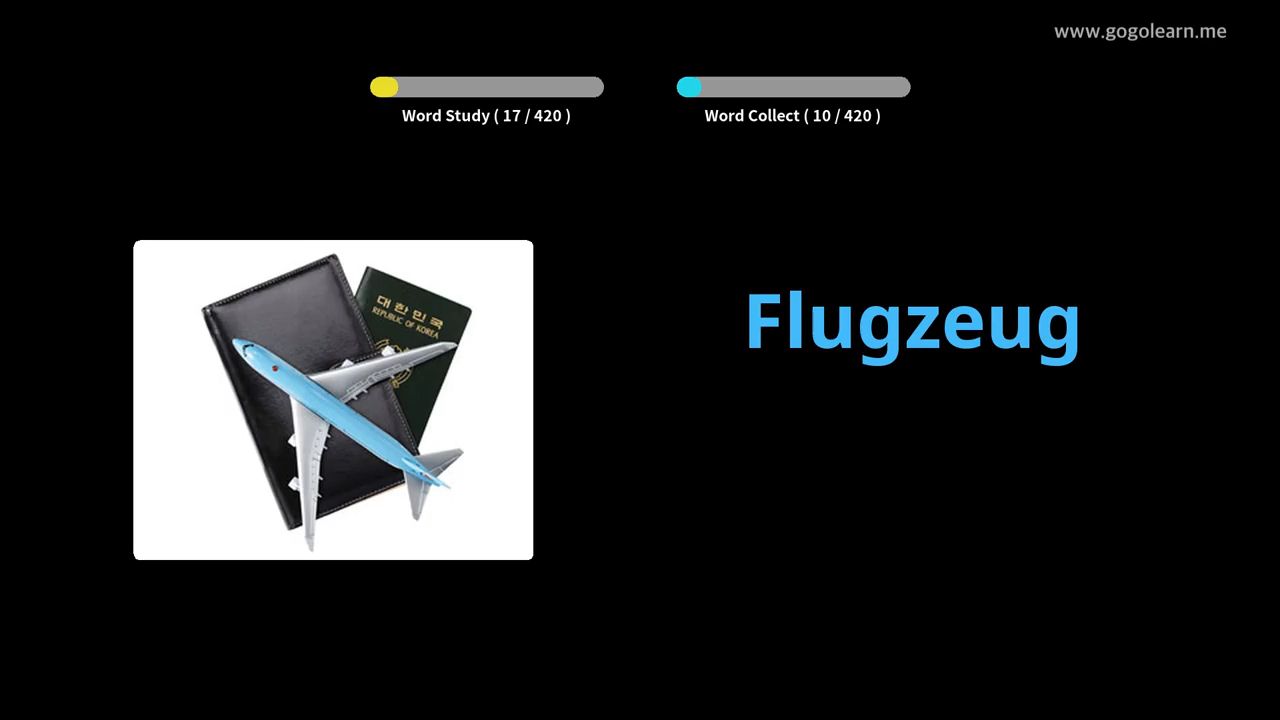 www.gogolearn.me
Word Study ( 17 / 420 )
Word Collect ( 10 / 420 )
대한민국
REPUBLIC OF KOREA
Flugzeug